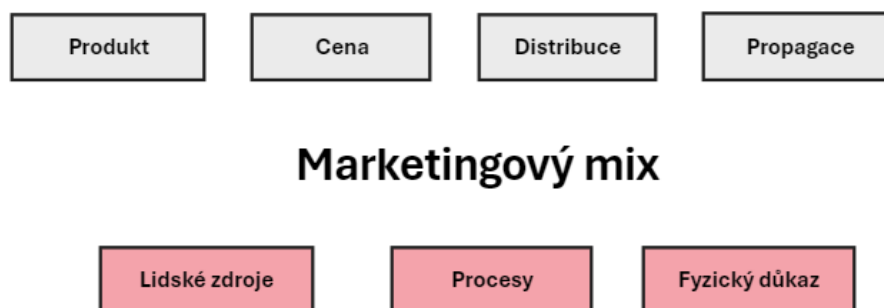 Produkt
Cena
Distribuce
Propagace
Marketingový mix
Lidské zdroje
Procesy
Fyzický důkaz